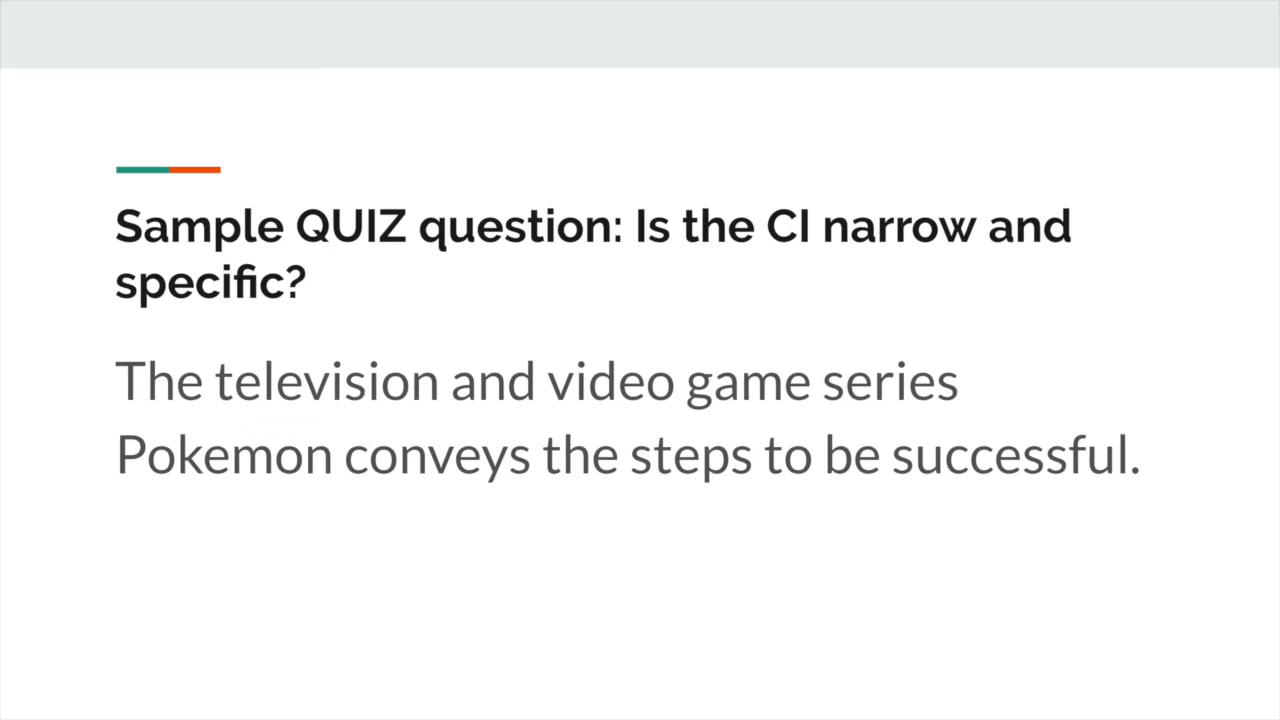 Sample QUIZ question: Is the CI narrow and
specific?
The television and video game series
Pokemon conveys the steps to be successful.